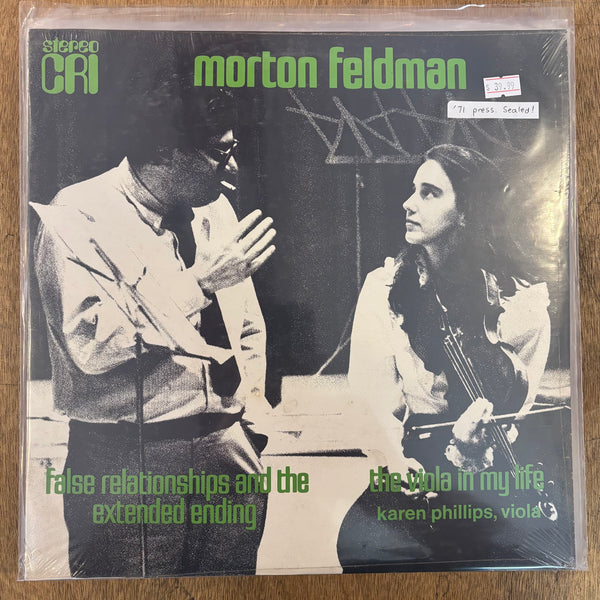 stereo
CRI
morton feldman
$ 39.99
'71 press. Sealed!
false relationships and the
extended ending
the viola in my life
karen phillips, viola